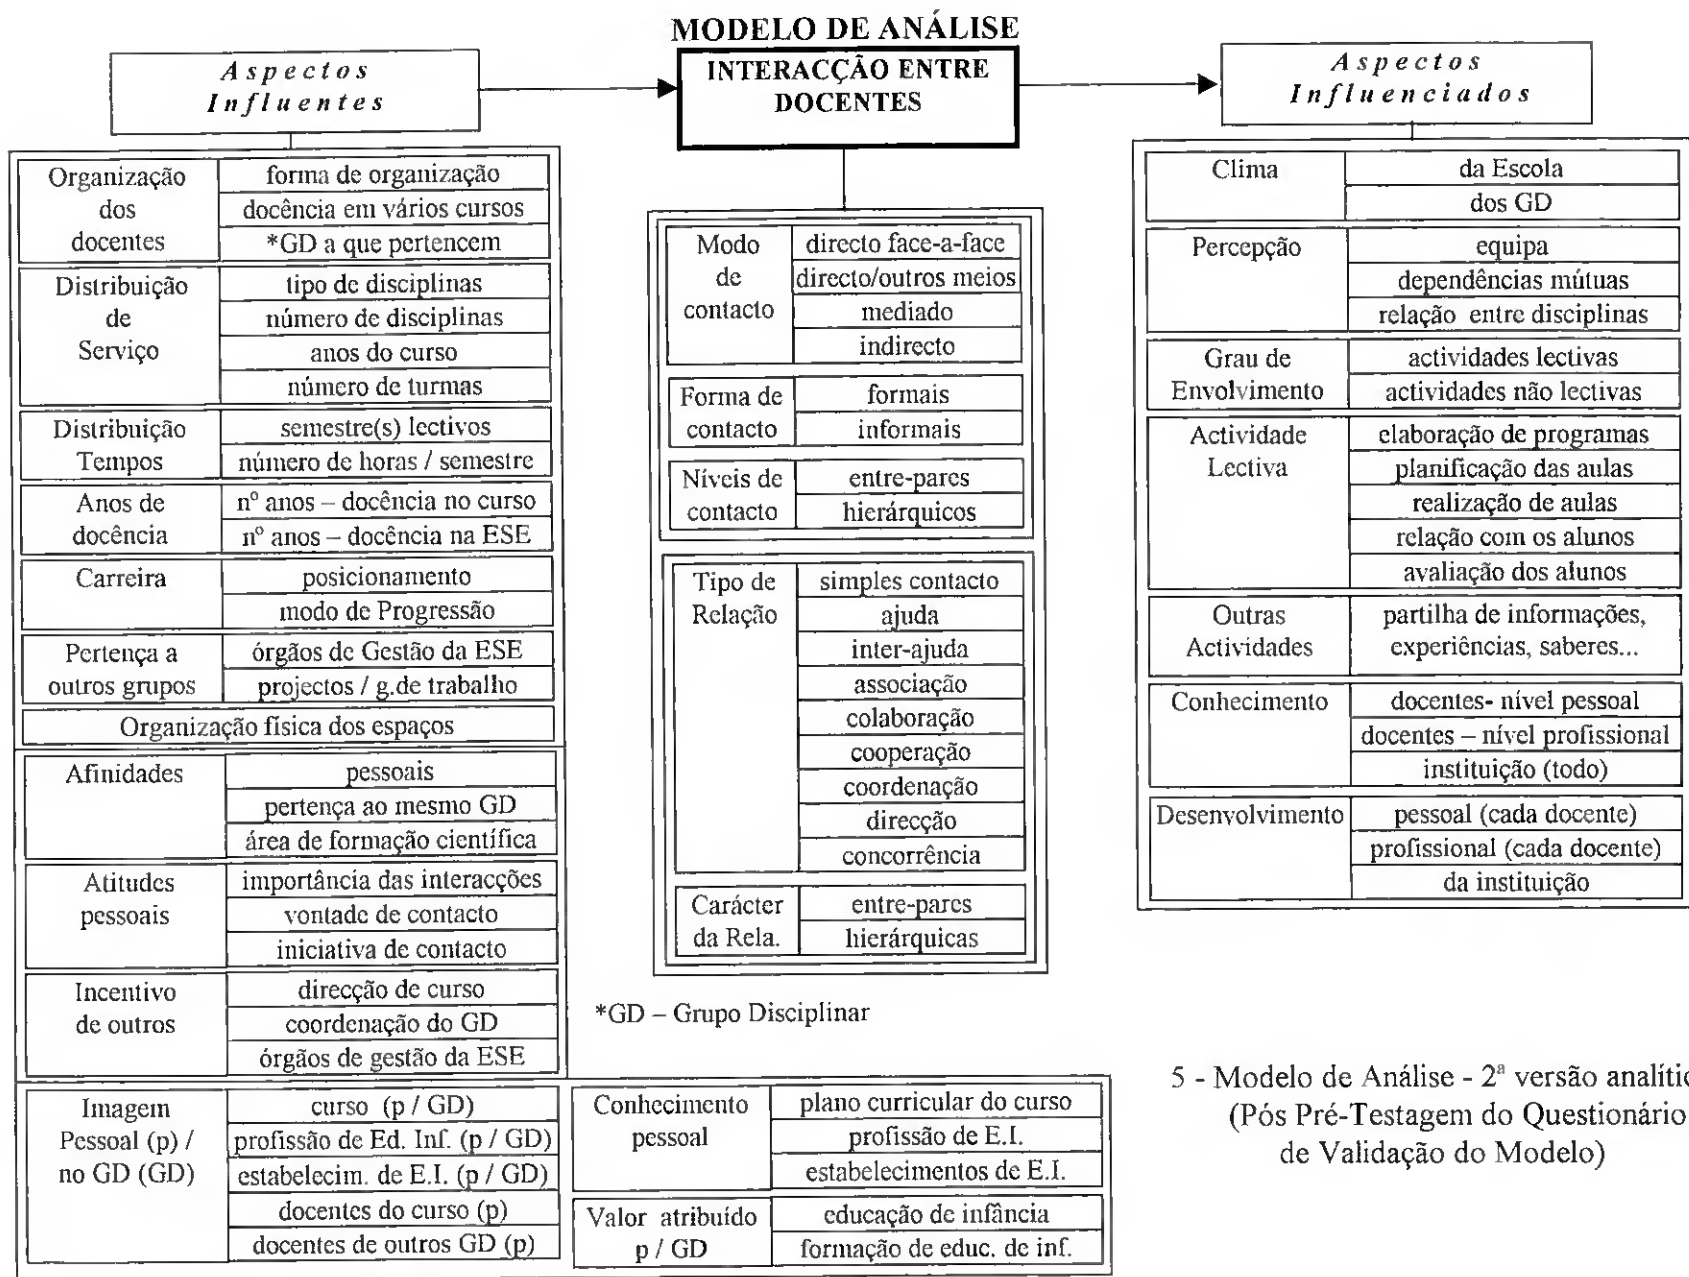 MODELO DE ANÁLISE
Aspectos
Influentes
INTERACÇÃO ENTRE
DOCENTES
Aspectos
Influenciados
Organização
dos
docentes
forma de organização
docência em vários cursos
*GD a que pertencem
Distribuição
de
Serviço
tipo de disciplinas
número de disciplinas
anos do curso
número de turmas
Distribuição
Tempos
semestre(s) lectivos
número de horas / semestre
Anos de
docência
nº anos – docência no curso
nº anos – docência na ESE
Carreira
posicionamento
modo de Progressão
Pertença a
outros grupos
órgãos de Gestão da ESE
projectos / g.de trabalho
Organização física dos espaços
Afinidades
pessoais
pertença ao mesmo GD
área de formação científica
Atitudes
pessoais
importância das interacções
vontade de contacto
iniciativa de contacto
Incentivo
de outros
direcção de curso
coordenação do GD
órgãos de gestão da ESE
Imagem
Pessoal (p) /
no GD (GD)
curso (p / GD)
profissão de Ed. Inf. (p / GD)
estabelecim. de E.I. (p / GD)
docentes do curso (p)
docentes de outros GD (p)
Conhecimento
pessoal
plano curricular do curso
profissão de E.I.
estabelecimentos de E.I.
Valor atribuído
p / GD
educação de infância
formação de educ. de inf.
Modo
de
contacto
directo face-a-face
directo/outros meios
mediado
indirecto
Forma de
contacto
formais
informais
Níveis de
contacto
entre-pares
hierárquicos
Tipo de
Relação
simples contacto
ajuda
inter-ajuda
associação
colaboração
cooperação
coordenação
direcção
concorrência
Carácter
da Rela.
entre-pares
hierárquicas
*GD – Grupo Disciplinar
Clima
da Escola
dos GD
Percepção
equipa
dependências mútuas
relação entre disciplinas
Grau de
Envolvimento
actividades lectivas
actividades não lectivas
Actividade
Lectiva
elaboração de programas
planificação das aulas
realização de aulas
relação com os alunos
avaliação dos alunos
Outras
Actividades
partilha de informações,
experiências, saberes...
Conhecimento
docentes- nível pessoal
docentes – nível profissional
instituição (todo)
Desenvolvimento
pessoal (cada docente)
profissional (cada docente)
da instituição
5 - Modelo de Análise - 2ª versão analític
(Pós Pré-Testagem do Questionário
de Validação do Modelo)